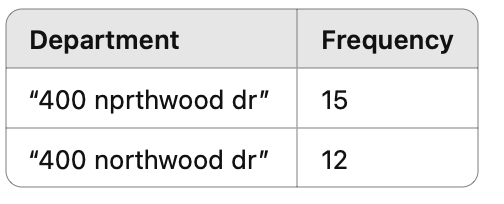 Department Frequency
“400 nprthwood dr” 15
“400 northwood dr” 12